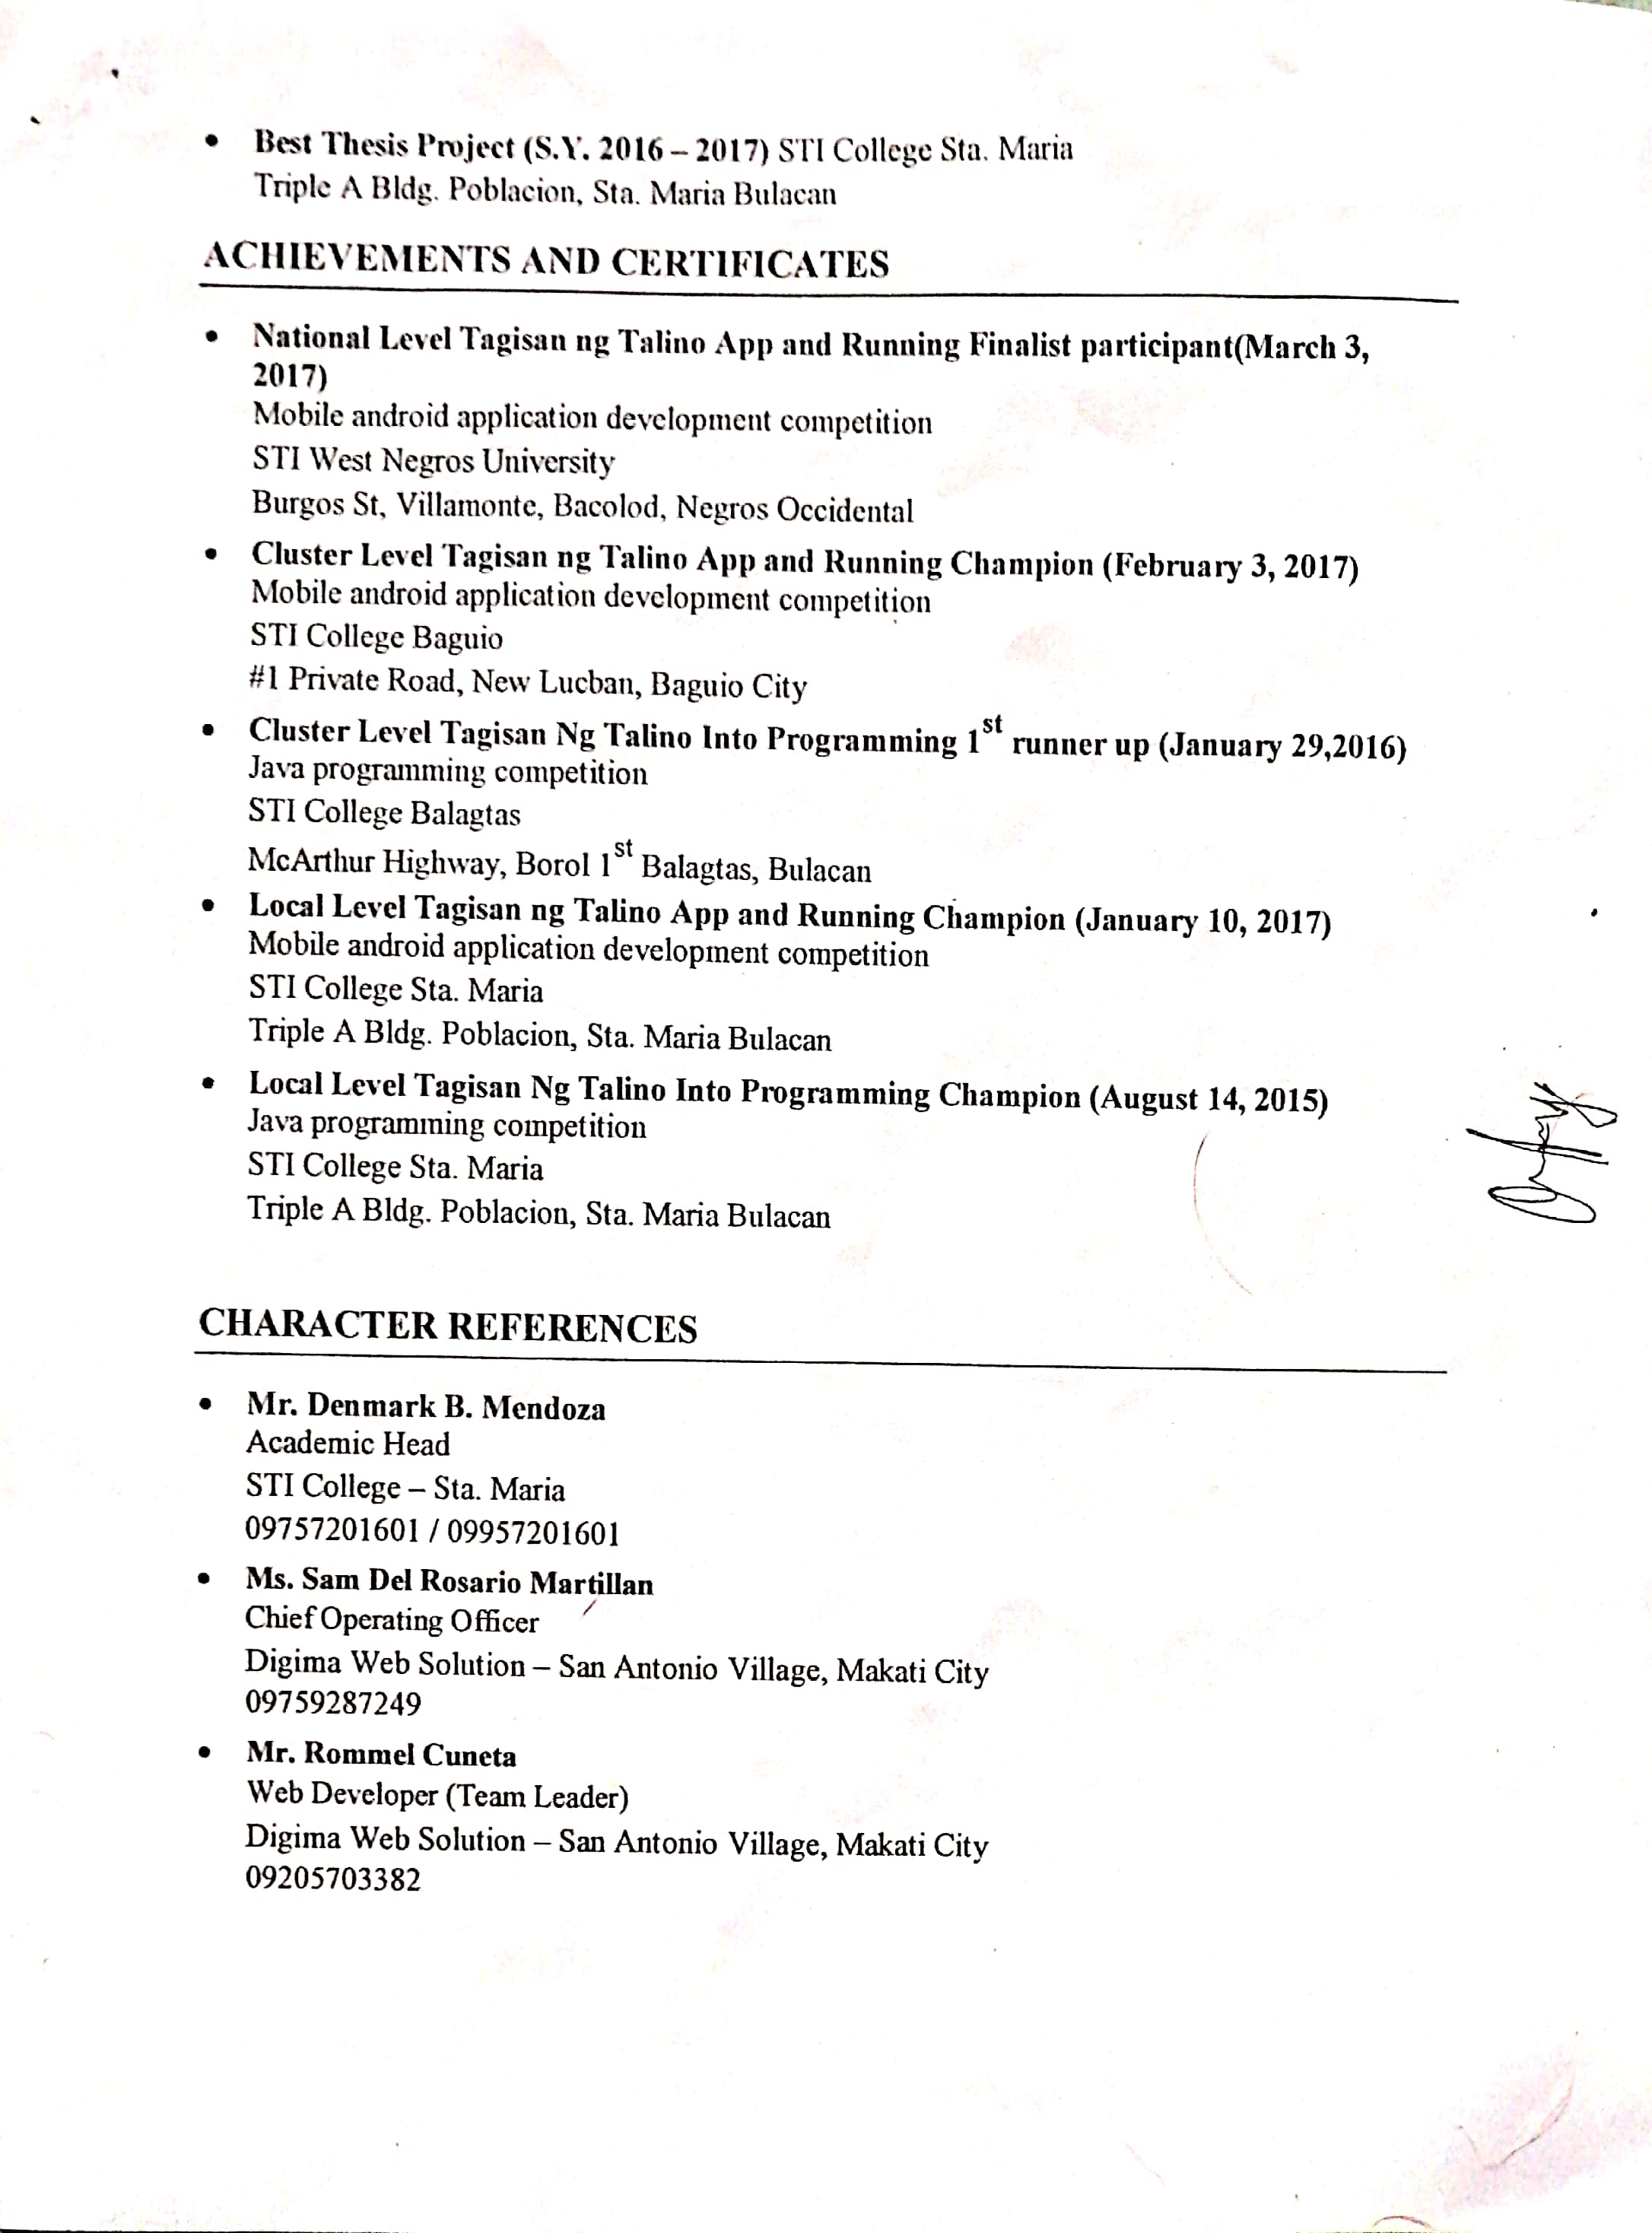 • Best Thesis Project (S.Y. 2016 – 2017) STI College Sta. Maria
Triple A Bldg. Poblacion, Sta. Maria Bulacan
ACHIEVEMENTS AND CERTIFICATES
• National Level Tagisan ng Talino App and Running Finalist participant(March 3,
2017)
Mobile android application development competition
STI West Negros University
Burgos St, Villamonte, Bacolod, Negros Occidental
• Cluster Level Tagisan ng Talino App and Running Champion (February 3, 2017)
Mobile android application development competition
STI College Baguio
#1 Private Road, New Lucban, Baguio City
• Cluster Level Tagisan Ng Talino Into Programming 1st runner up (January 29,2016)
Java programming competition
STI College Balagtas
McArthur Highway, Borol 1st Balagtas, Bulacan
• Local Level Tagisan ng Talino App and Running Champion (January 10, 2017)
Mobile android application development competition
STI College Sta. Maria
Triple A Bldg. Poblacion, Sta. Maria Bulacan
• Local Level Tagisan Ng Talino Into Programming Champion (August 14, 2015)
Java programming competition
STI College Sta. Maria
Triple A Bldg. Poblacion, Sta. Maria Bulacan
CHARACTER REFERENCES
• Mr. Denmark B. Mendoza
Academic Head
STI College – Sta. Maria
09757201601 / 09957201601
• Ms. Sam Del Rosario Martillan
Chief Operating Officer
Digima Web Solution – San Antonio Village, Makati City
09759287249
• Mr. Rommel Cuneta
Web Developer (Team Leader)
Digima Web Solution – San Antonio Village, Makati City
09205703382